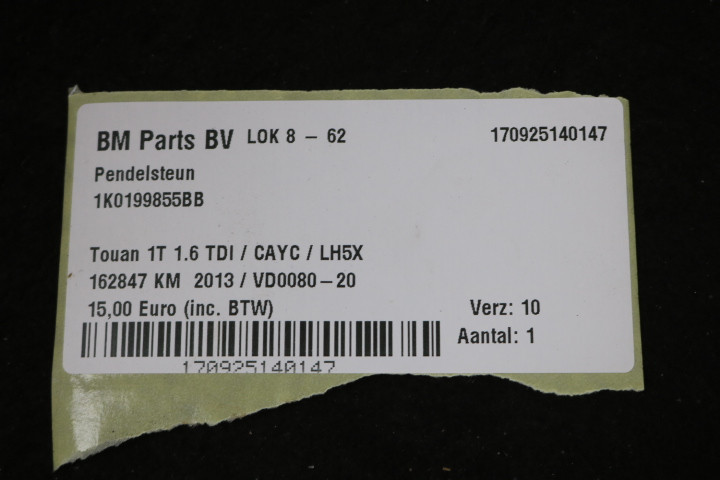 BM Parts BV LOK 8 – 62 170925140147
Pendelsteun
1K0199855BB
Touan 1T 1.6 TDI / CAYC / LH5X
162847 KM 2013 / VD0080–20
15,00 Euro (inc. BTW) Verz: 10
Aantal: 1
170925140147